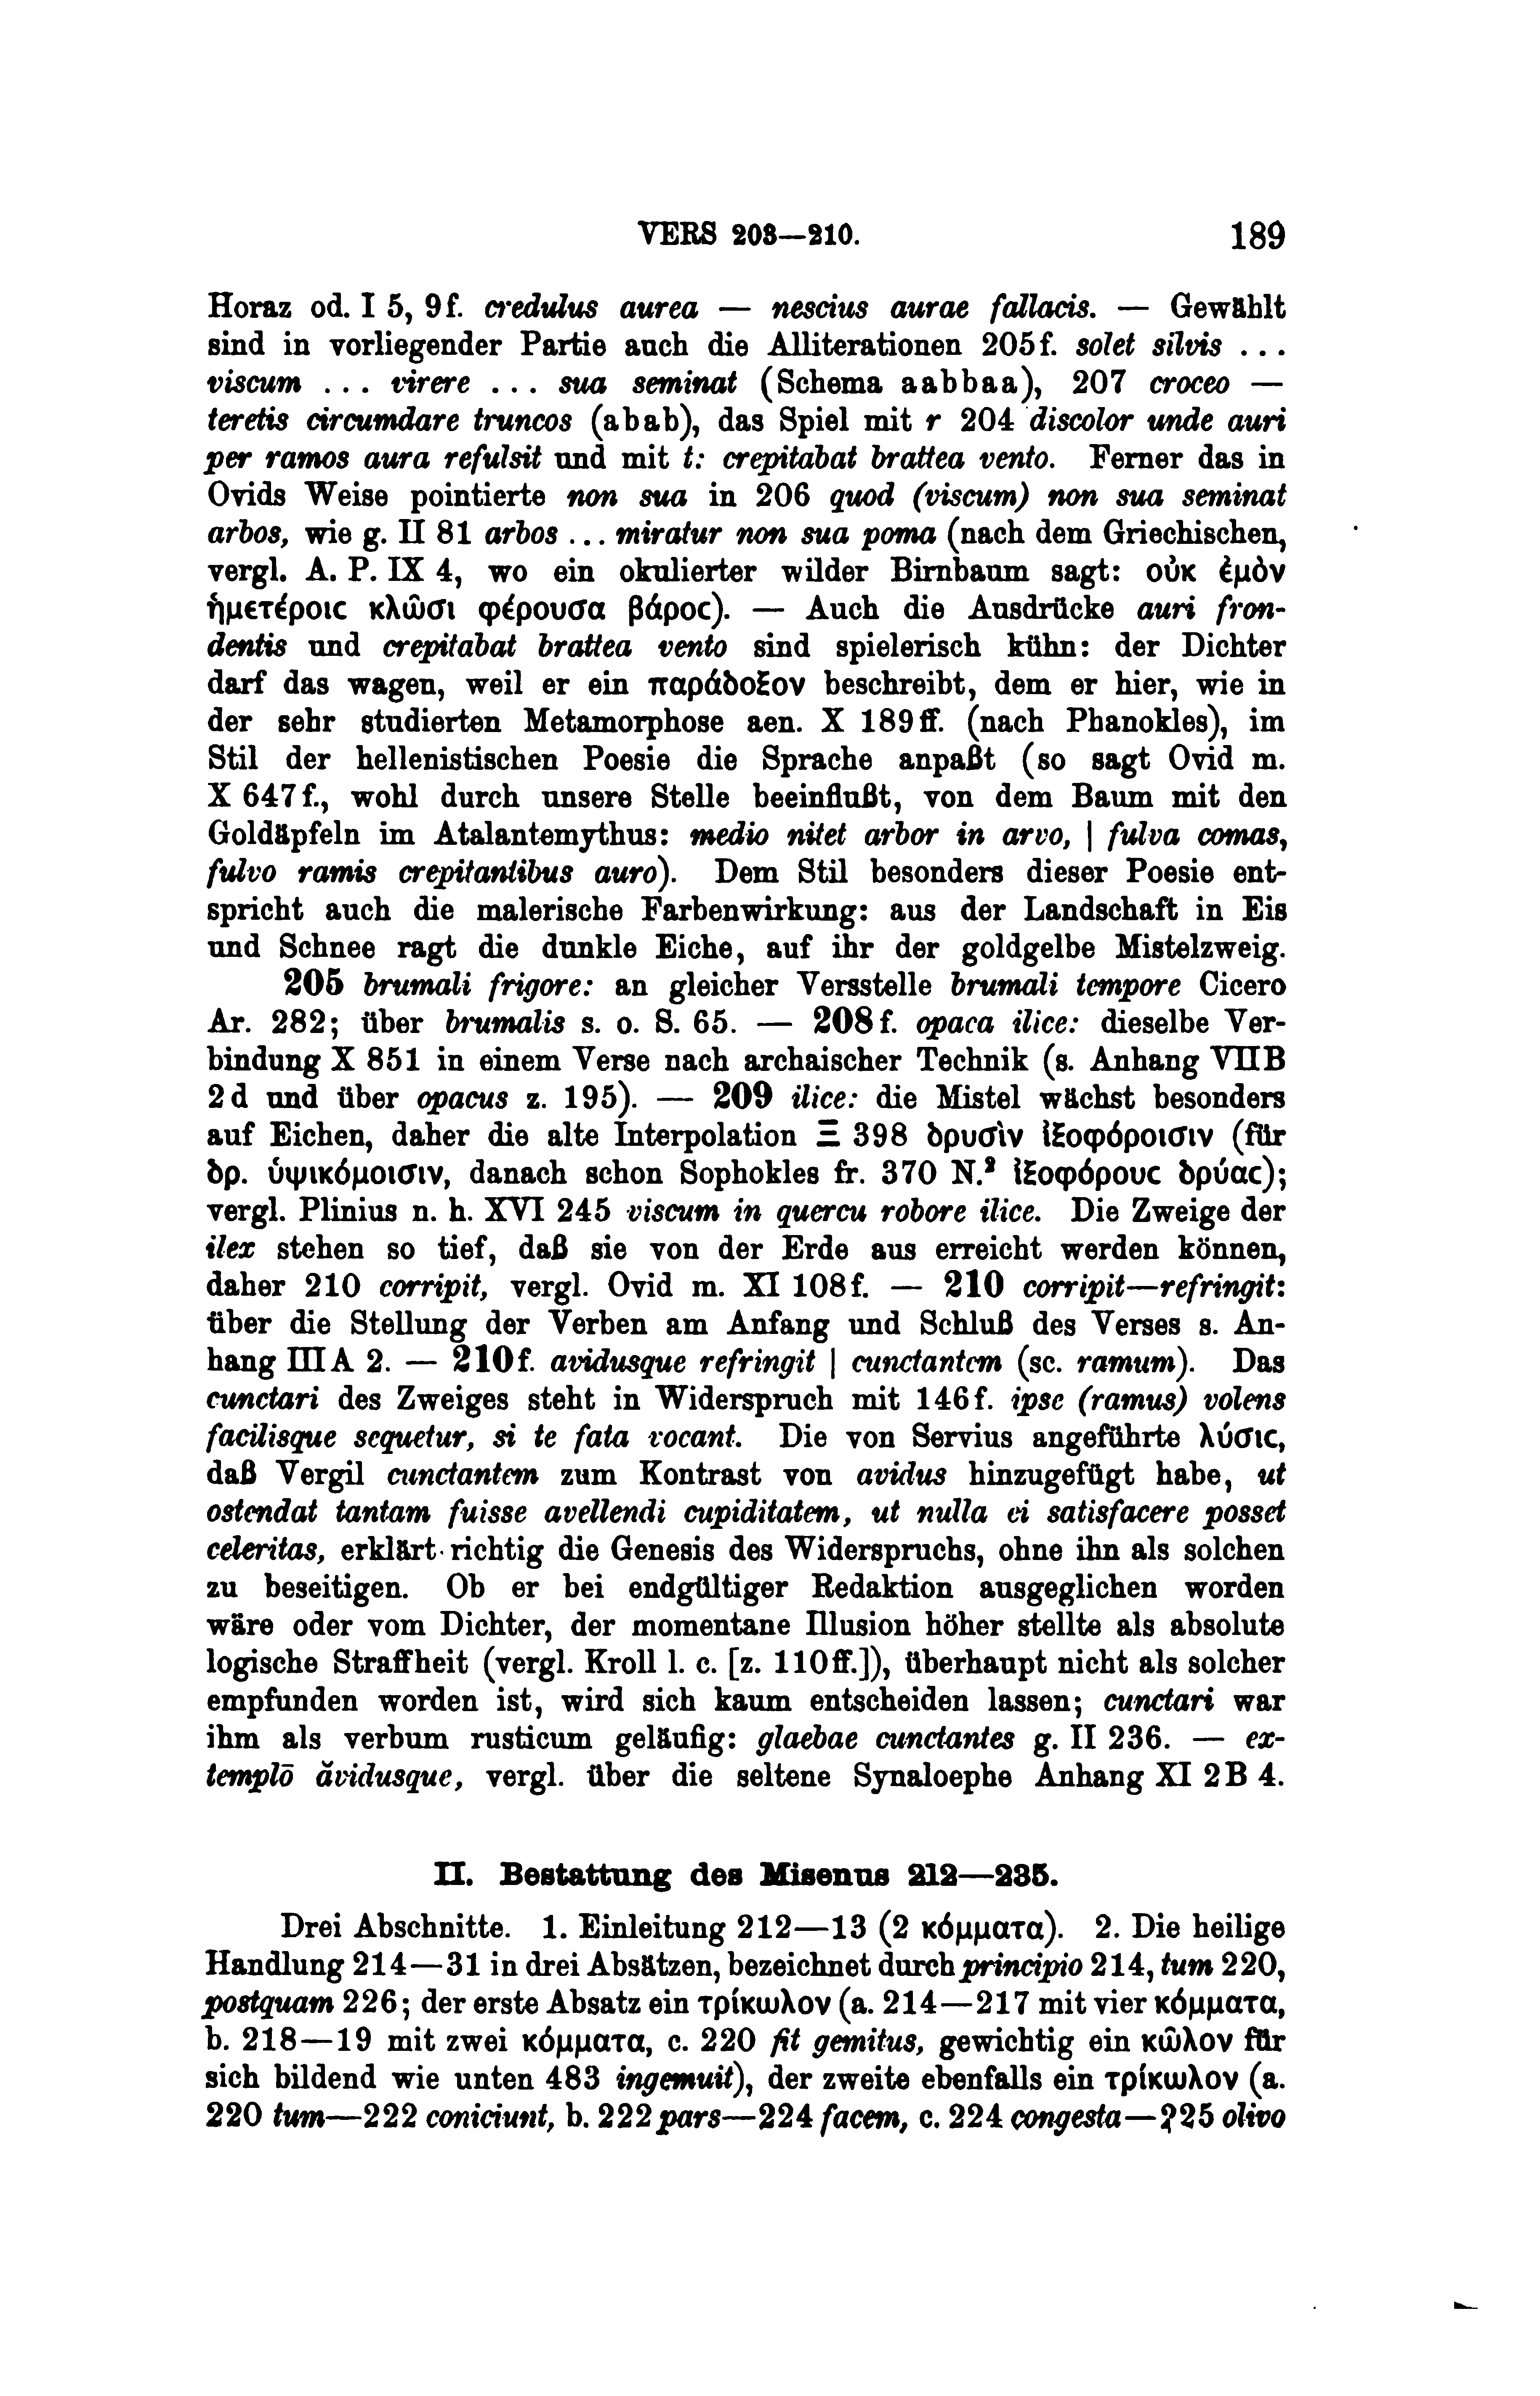 VERS 203—210. 189
Horaz od. I 5, 9f. credulus aurea — nescius aurae fallacis. — Gewählt
sind in vorliegender Partie auch die Alliterationen 205f. solet silvis ...
viscum ... virere ... sua seminat (Schema aabbaa), 207 croceo —
teretis circumdare truncos (abab), das Spiel mit r 204 discolor unde auri
per ramos aura refulsit und mit t: crepitabat brattea vento. Ferner das in
Ovids Weise pointierte non sua in 206 quod (viscum) non sua seminat
arbos, wie g. II 81 arbos ... miratur non sua poma (nach dem Griechischen,
vergl. A. P. IX 4, wo ein okulierter wilder Birnbaum sagt: οὐκ ἐμὸν
ἡμετέροιc κλῶσι φέρουσα βάροc). — Auch die Ausdrücke auri fron-
dentis und crepitabat brattea vento sind spielerisch kühn: der Dichter
darf das wagen, weil er ein παράδοξον beschreibt, dem er hier, wie in
der sehr studierten Metamorphose aen. X 189ff. (nach Phanokles), im
Stil der hellenistischen Poesie die Sprache anpaßt (so sagt Ovid m.
X 647f., wohl durch unsere Stelle beeinflußt, von dem Baum mit den
Goldäpfeln im Atalantemythus: medio nitet arbor in arvo, | fulva comas,
fulvo ramis crepitantibus auro). Dem Stil besonders dieser Poesie ent-
spricht auch die malerische Farbenwirkung: aus der Landschaft in Eis
und Schnee ragt die dunkle Eiche, auf ihr der goldgelbe Mistelzweig.
205 brumali frigore: an gleicher Versstelle brumali tempore Cicero
Ar. 282; über brumalis s. o. S. 65. — 208f. opaca ilice: dieselbe Ver-
bindung X 851 in einem Verse nach archaischer Technik (s. Anhang VII B
2d und über opacus z. 195). — 209 ilice: die Mistel wächst besonders
auf Eichen, daher die alte Interpolation Ξ 398 δρυσὶν ἰξοφόροισιν (für
δρ. ὑψικόμοισιν, danach schon Sophokles fr. 370 N.² ἰξοφόρουc δρύαc);
vergl. Plinius n. h. XVI 245 viscum in quercu robore ilice. Die Zweige der
ilex stehen so tief, daß sie von der Erde aus erreicht werden können,
daher 210 corripit, vergl. Ovid m. XI 108f. — 210 corripit—refringit:
über die Stellung der Verben am Anfang und Schluß des Verses s. An-
hang III A 2. — 210f. avidusque refringit | cunctantem (sc. ramum). Das
cunctari des Zweiges steht in Widerspruch mit 146f. ipse (ramus) volens
facilisque sequetur, si te fata vocant. Die von Servius angeführte λύσιc,
daß Vergil cunctantem zum Kontrast von avidus hinzugefügt habe, ut
ostendat tantam fuisse avellendi cupiditatem, ut nulla ei satisfacere posset
celeritas, erklärt richtig die Genesis des Widerspruchs, ohne ihn als solchen
zu beseitigen. Ob er bei endgültiger Redaktion ausgeglichen worden
wäre oder vom Dichter, der momentane Illusion höher stellte als absolute
logische Straffheit (vergl. Kroll l. c. [z. 110ff.]), überhaupt nicht als solcher
empfunden worden ist, wird sich kaum entscheiden lassen; cunctari war
ihm als verbum rusticum geläufig: glaebae cunctantes g. II 236. — ex-
templō ăvidusque, vergl. über die seltene Synaloephe Anhang XI 2 B 4.
II. Bestattung des Misenus 212—235.
Drei Abschnitte. 1. Einleitung 212—13 (2 κόμματα). 2. Die heilige
Handlung 214—31 in drei Absätzen, bezeichnet durch principio 214, tum 220,
postquam 226; der erste Absatz ein τρίκωλον (a. 214—217 mit vier κόμματα,
b. 218—19 mit zwei κόμματα, c. 220 fit gemitus, gewichtig ein κῶλον für
sich bildend wie unten 483 ingemuit), der zweite ebenfalls ein τρίκωλον (a.
220 tum—222 coniciunt, b. 222 pars—224 facem, c. 224 congesta—225 olivo